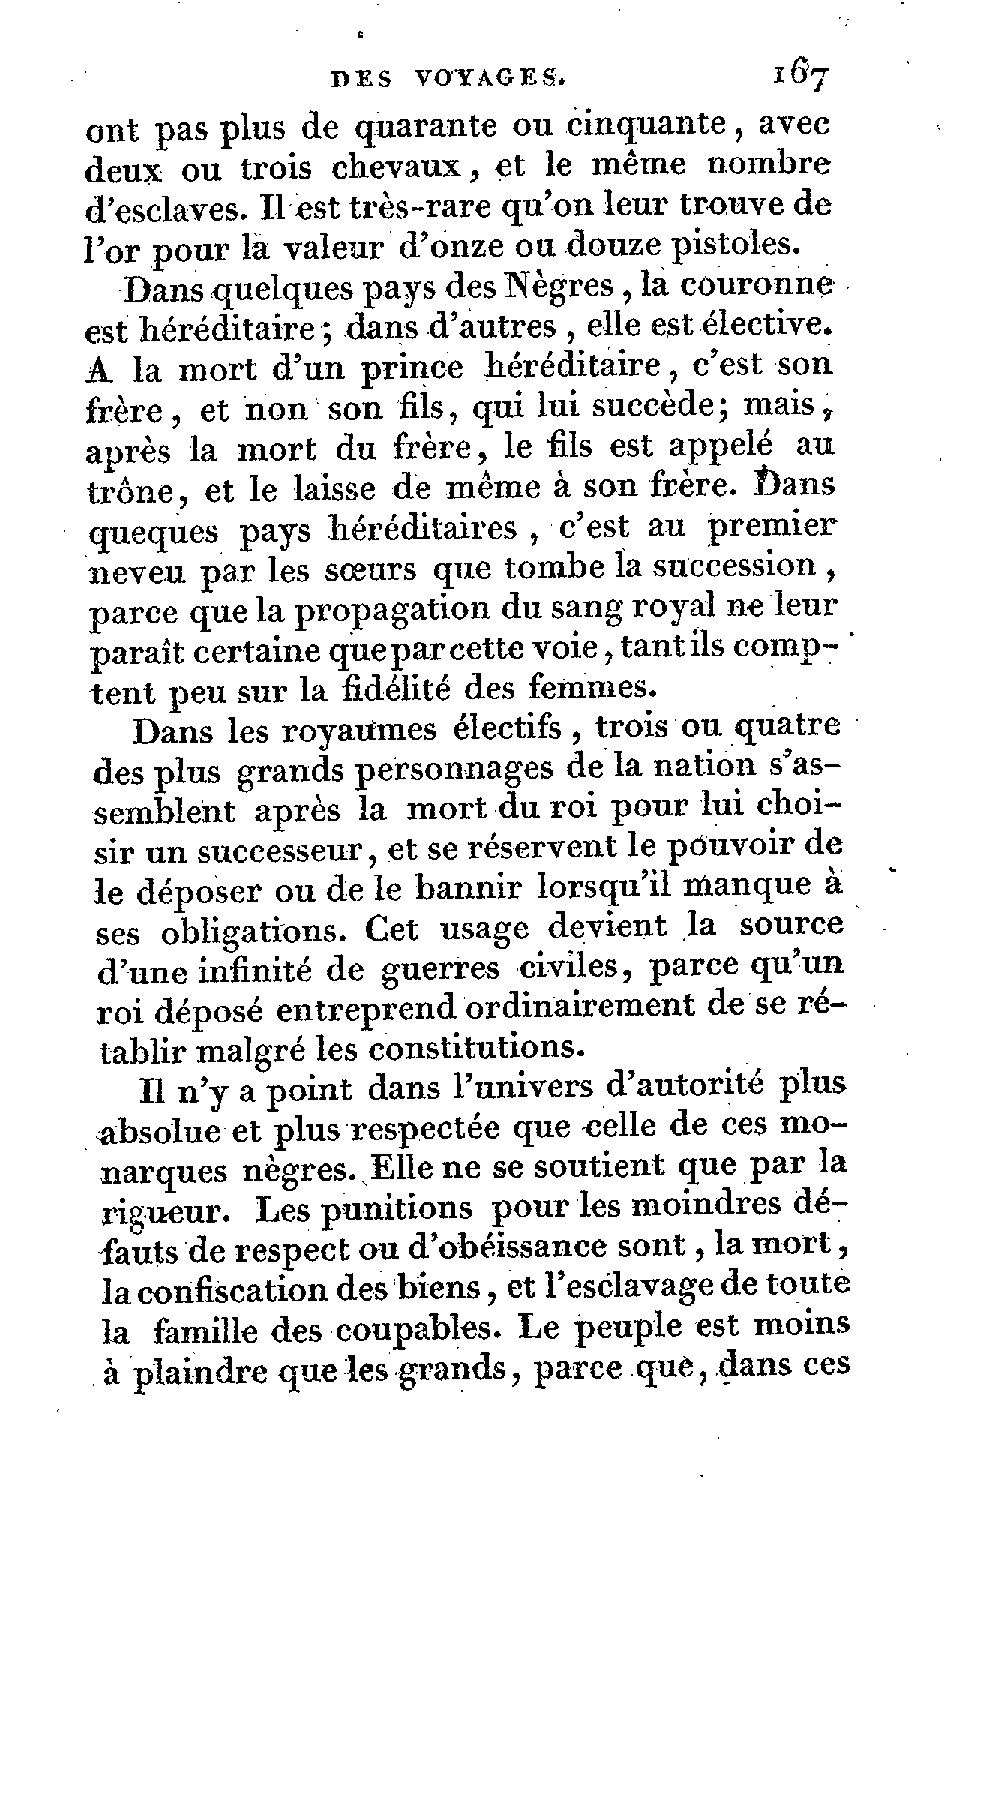 DES VOYAGES. 167
ont pas plus de quarante ou cinquante, avec
deux ou trois chevaux, et le même nombre
d'esclaves. Il est très-rare qu'on leur trouve de
l'or pour la valeur d'onze ou douze pistoles.
Dans quelques pays des Nègres, la couronne
est héréditaire; dans d'autres, elle est élective.
A la mort d'un prince héréditaire, c'est son
frère, et non son fils, qui lui succède; mais,
après la mort du frère, le fils est appelé au
trône, et le laisse de même à son frère. Dans
queques pays héréditaires, c'est au premier
neveu par les sœurs que tombe la succession,
parce que la propagation du sang royal ne leur
paraît certaine que par cette voie, tant ils comp-
tent peu sur la fidélité des femmes.
Dans les royaumes électifs, trois ou quatre
des plus grands personnages de la nation s'as-
semblent après la mort du roi pour lui choi-
sir un successeur, et se réservent le pouvoir de
le déposer ou de le bannir lorsqu'il manque à
ses obligations. Cet usage devient la source
d'une infinité de guerres civiles, parce qu'un
roi déposé entreprend ordinairement de se ré-
tablir malgré les constitutions.
Il n'y a point dans l'univers d'autorité plus
absolue et plus respectée que celle de ces mo-
narques nègres. Elle ne se soutient que par la
rigueur. Les punitions pour les moindres dé-
fauts de respect ou d'obéissance sont, la mort,
la confiscation des biens, et l'esclavage de toute
la famille des coupables. Le peuple est moins
à plaindre que les grands, parce que, dans ces